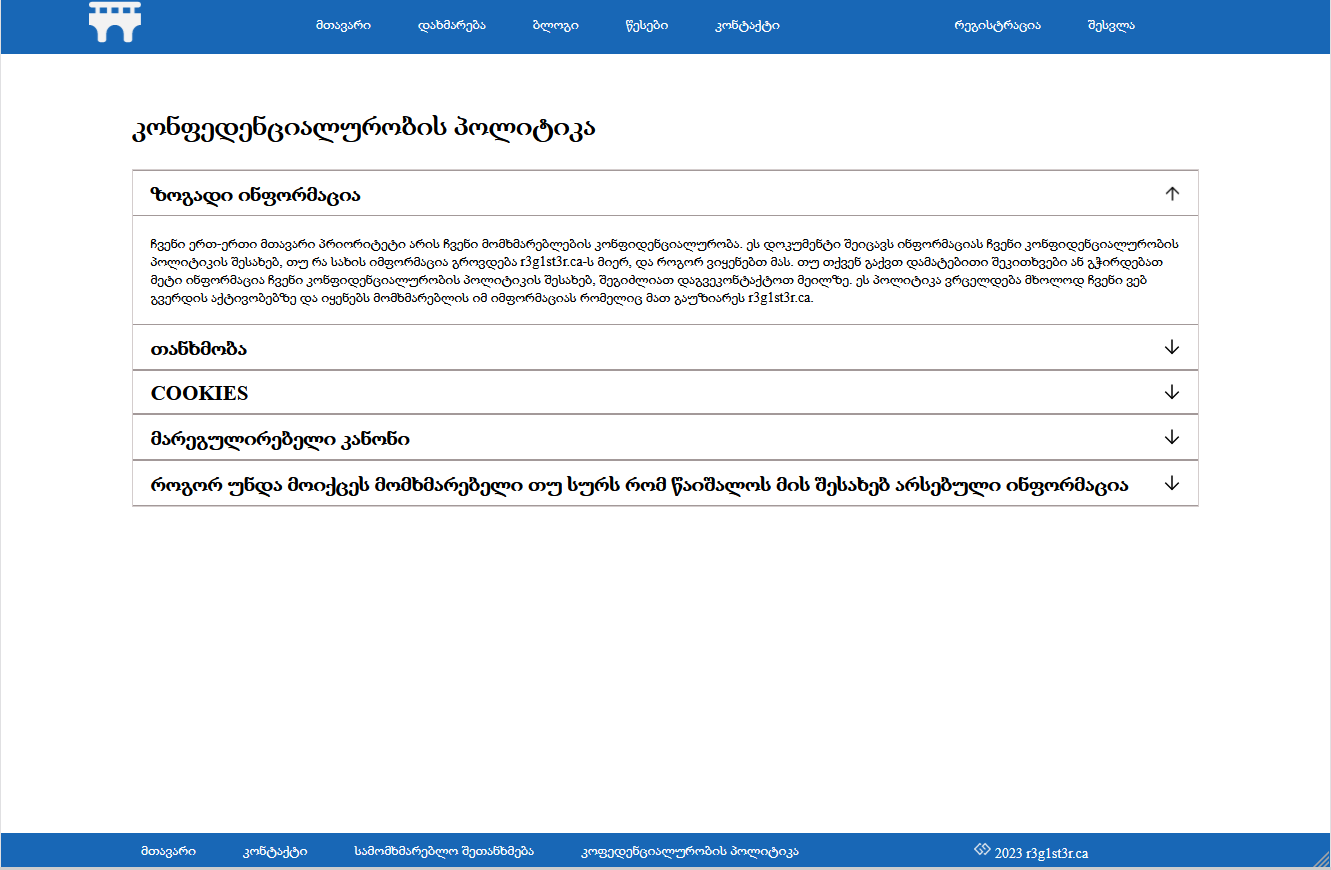 მთავარი დახმარება ბლოგი წესები კონტაქტი რეგისტრაცია შესვლა
კონფედენციალურობის პოლიტიკა
ზოგადი ინფორმაცია
ჩვენი ერთ-ერთი მთავარი პრიორიტეტი არის ჩვენი მომხმარებლების კონფიდენციალურობა. ეს დოკუმენტი შეიცავს ინფორმაციას ჩვენი კონფიდენციალურობის
პოლიტიკის შესახებ, თუ რა სახის იმფორმაცია გროვდება r3g1st3r.ca-ს მიერ, და როგორ ვიყენებთ მას. თუ თქვენ გაქვთ დამატებითი შეკითხვები ან გჭირდებათ
მეტი ინფორმაცია ჩვენი კონფიდენციალურობის პოლიტიკის შესახებ, შეგიძლიათ დაგვეკონტაქტოთ მეილზე. ეს პოლიტიკა ვრცელდება მხოლოდ ჩვენი ვებ
გვერდის აქტივობებზე და იყენებს მომხმარებლის იმ იმფორმაციას რომელიც მათ გაუზიარეს r3g1st3r.ca.
თანხმობა
COOKIES
მარეგულირებელი კანონი
როგორ უნდა მოიქცეს მომხმარებელი თუ სურს რომ წაიშალოს მის შესახებ არსებული ინფორმაცია
მთავარი კონტაქტი სამომხმარებლო შეთანხმება კოფედენციალურობის პოლიტიკა 2023 r3g1st3r.ca